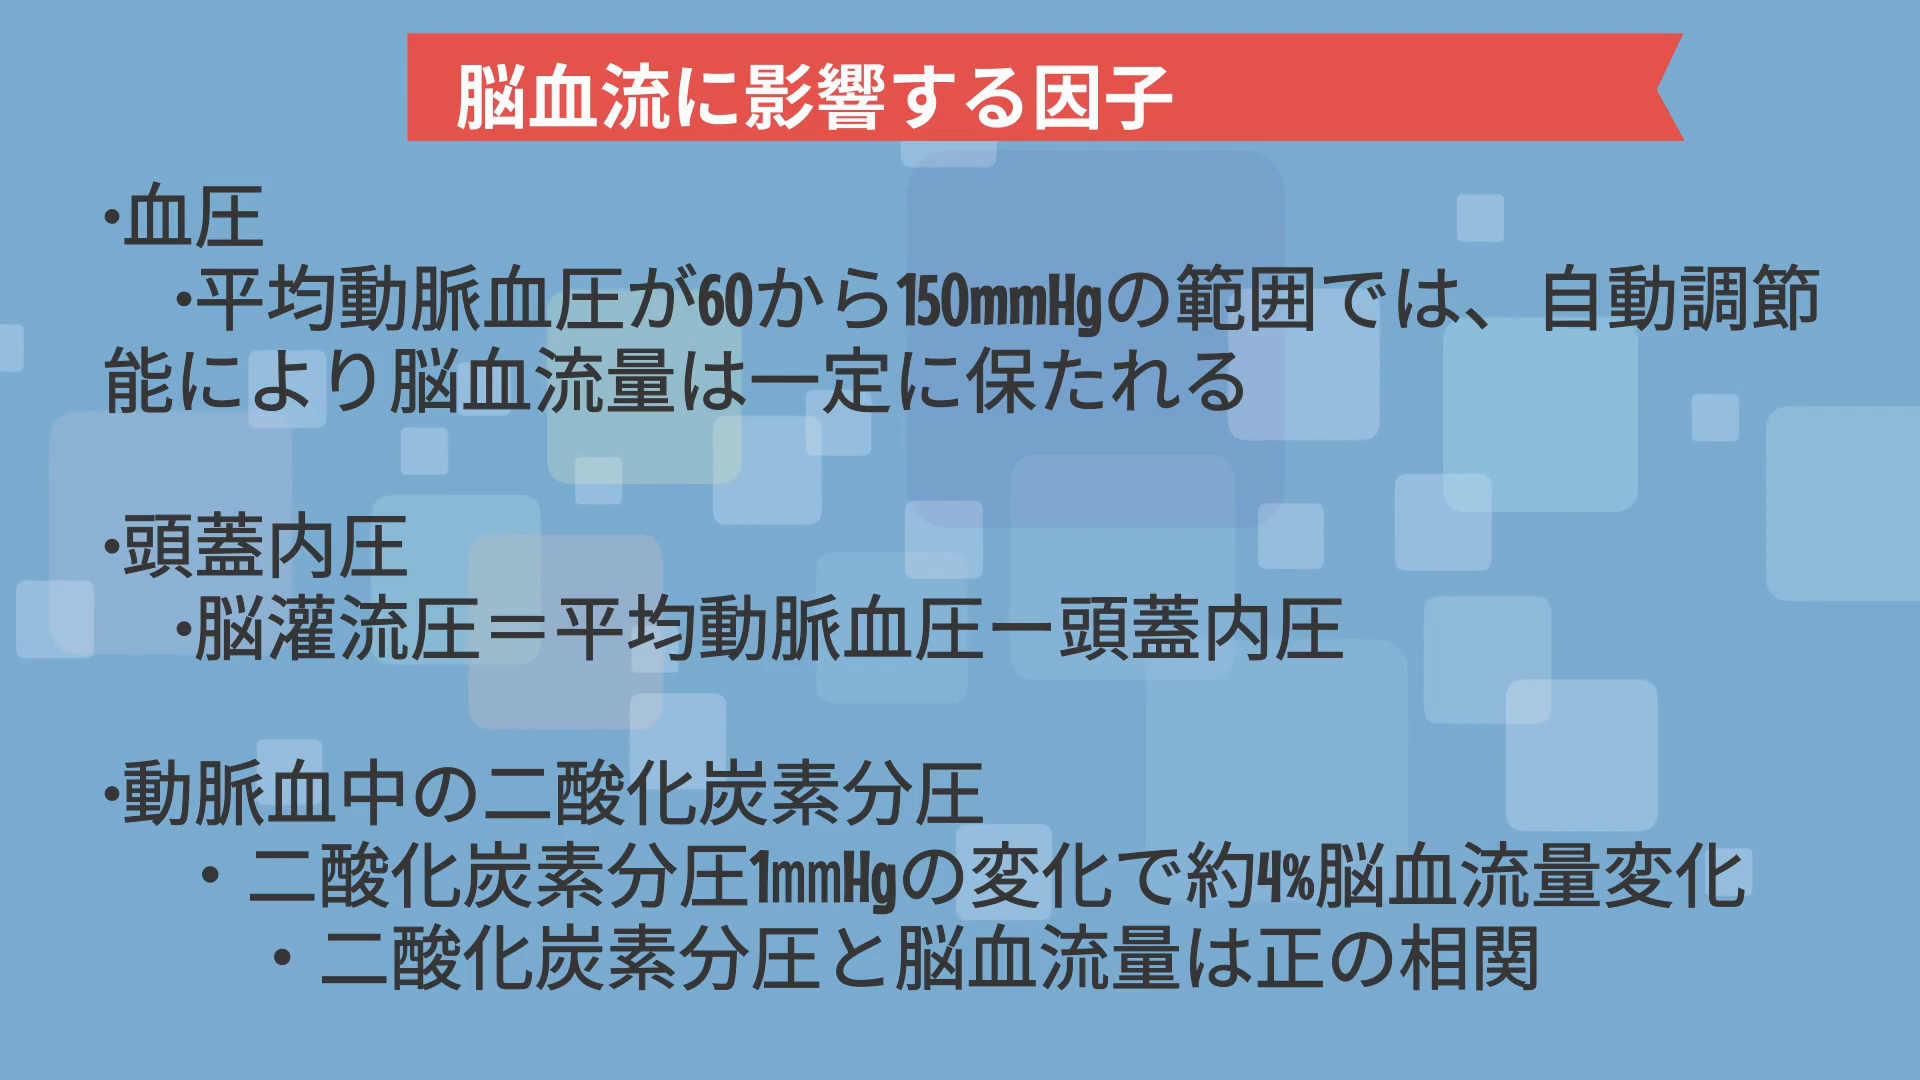 脳血流に影響する因子
•血圧
•平均動脈血圧が60から150mmHgの範囲では、自動調節
能により脳血流量は一定に保たれる
•頭蓋内圧
•脳灌流圧＝平均動脈血圧ー頭蓋内圧
•動脈血中の二酸化炭素分圧
• 二酸化炭素分圧1mmHgの変化で約4%脳血流量変化
• 二酸化炭素分圧と脳血流量は正の相関